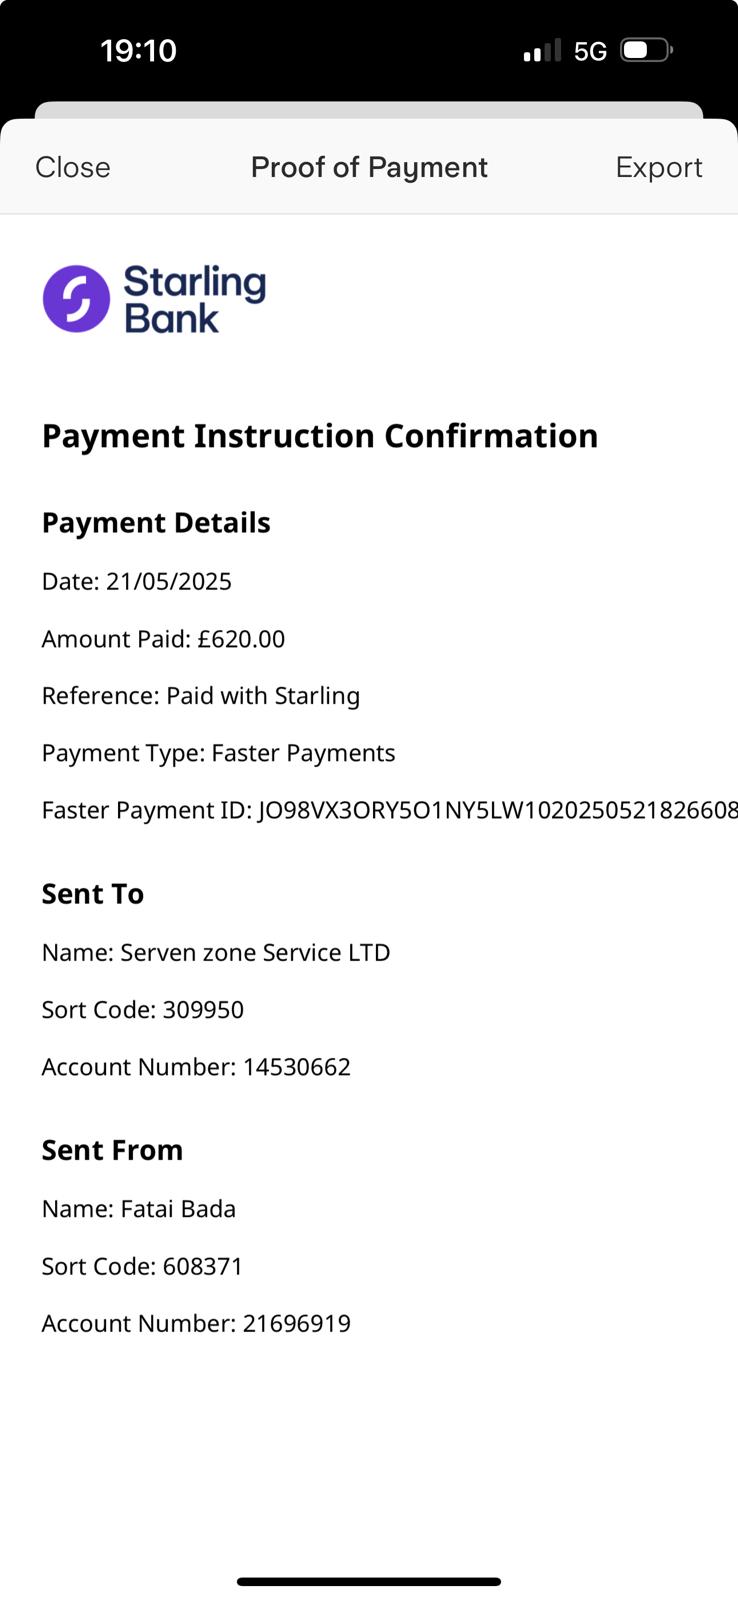 19:10
5G
Close
Proof of Payment
Export
Starling
Bank
Payment Instruction Confirmation
Payment Details
Date: 21/05/2025
Amount Paid: £620.00
Reference: Paid with Starling
Payment Type: Faster Payments
Faster Payment ID: JO98VX3ORY5O1NY5LW1020250521826608
Sent To
Name: Serven zone Service LTD
Sort Code: 309950
Account Number: 14530662
Sent From
Name: Fatai Bada
Sort Code: 608371
Account Number: 21696919